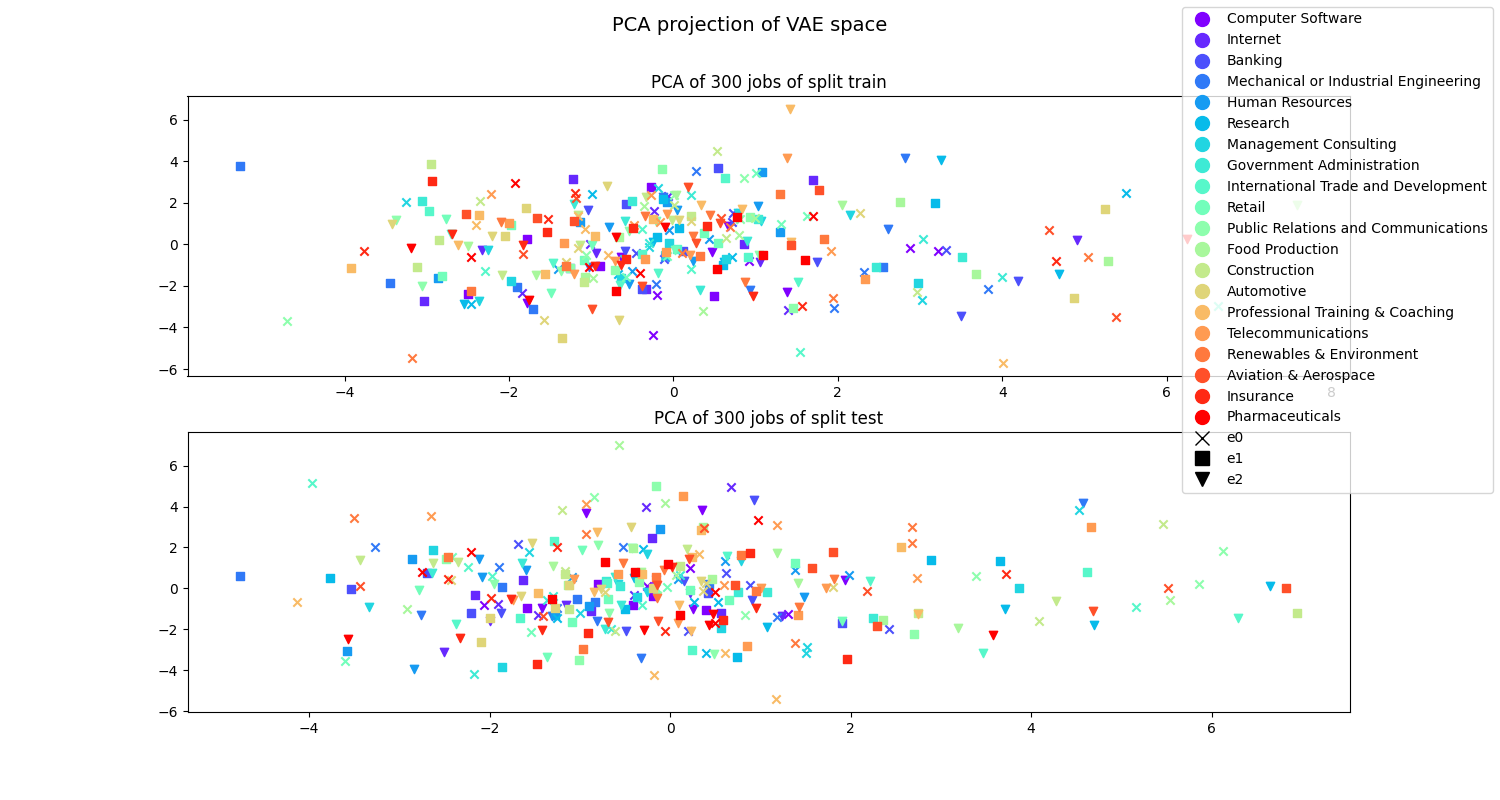 PCA projection of VAE space
PCA of 300 jobs of split train
6
4
2
0
−2
−4
−6
−4
−2
0
2
4
6
8
PCA of 300 jobs of split test
6
4
2
0
−2
−4
−6
−4
−2
0
2
4
6
Computer Software
Internet
Banking
Mechanical or Industrial Engineering
Human Resources
Research
Management Consulting
Government Administration
International Trade and Development
Retail
Public Relations and Communications
Food Production
Construction
Automotive
Professional Training & Coaching
Telecommunications
Renewables & Environment
Aviation & Aerospace
Insurance
Pharmaceuticals
e0
e1
e2